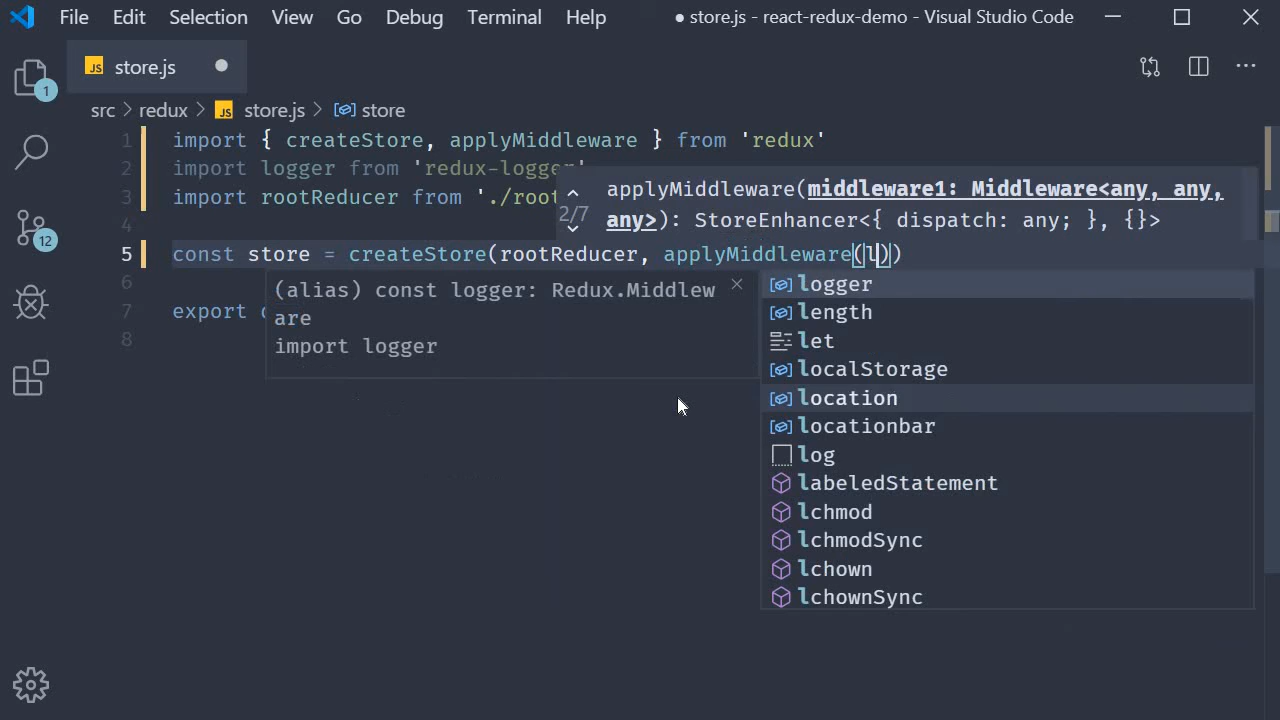 File Edit Selection View Go Debug Terminal Help ● store.js - react-redux-demo - Visual Studio Code
JS store.js
1
src > redux > JS store.js > store
1 import { createStore, applyMiddleware } from 'redux'
2 import logger from 'redux-logger'
3 import rootReducer from './root
4
5 const store = createStore(rootReducer, applyMiddleware(l))
6
7 export
8
12
2/7
applyMiddleware(middleware1: Middleware<any, any,
any>): StoreEnhancer<{ dispatch: any; }, {}>
(alias) const logger: Redux.Middlew
are
import logger
logger
length
let
localStorage
location
locationbar
log
labeledStatement
lchmod
lchmodSync
lchown
lchownSync